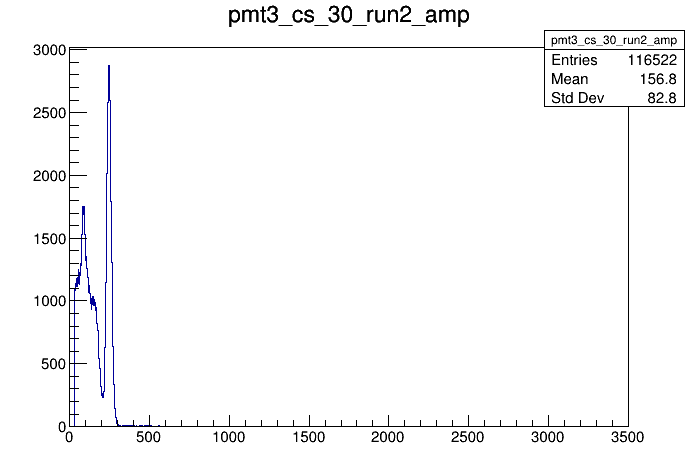 pmt3_cs_30_run2_amp
pmt3_cs_30_run2_amp
Entries 116522
Mean 156.8
Std Dev 82.8
3000
2500
2000
1500
1000
500
0
0 500 1000 1500 2000 2500 3000 3500